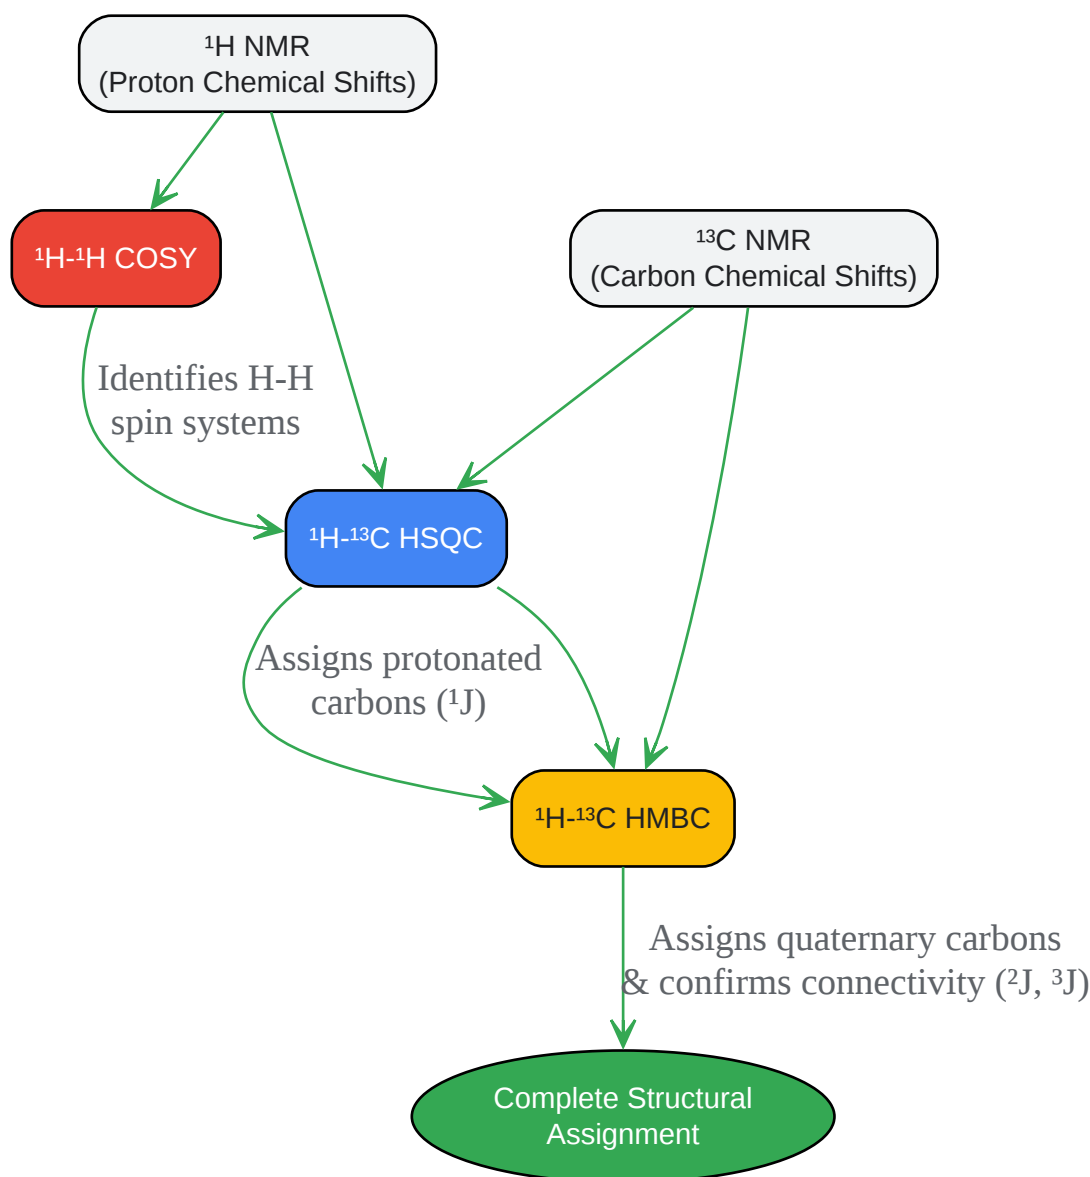 ¹H NMR
(Proton Chemical Shifts)
¹H-¹H COSY
¹³C NMR
(Carbon Chemical Shifts)
Identifies H-H
spin systems
¹H-¹³C HSQC
Assigns protonated
carbons (¹J)
¹H-¹³C HMBC
Assigns quaternary carbons
& confirms connectivity (²J, ³J)
Complete Structural
Assignment